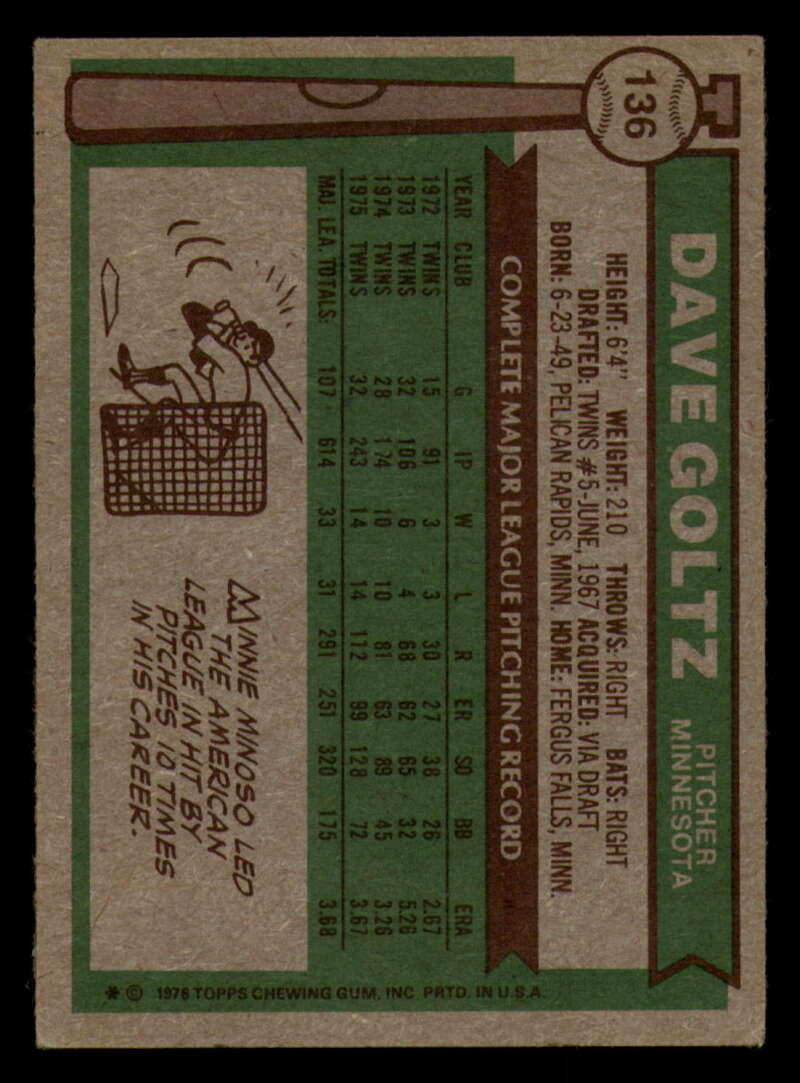 136
DAVE GOLTZ
PITCHER
MINNESOTA
HEIGHT: 6'4" WEIGHT: 210 THROWS: RIGHT BATS: RIGHT
DRAFTED: TWINS #5-JUNE, 1967 ACQUIRED: VIA DRAFT
BORN: 6-23-49, PELICAN RAPIDS, MINN. HOME: FERGUS FALLS, MINN.
COMPLETE MAJOR LEAGUE PITCHING RECORD
YEAR CLUB G IP W L R ER SO BB ERA
1972 TWINS 15 91 3 3 30 27 38 26 2.67
1973 TWINS 32 106 6 4 68 62 65 32 5.26
1974 TWINS 28 174 10 10 81 63 89 45 3.26
1975 TWINS 32 243 14 14 112 99 128 72 3.67
MAJ. LEA. TOTALS: 107 614 33 31 291 251 320 175 3.68
MINNIE MINOSO LED
THE AMERICAN
LEAGUE IN HIT BY
PITCHES 10 TIMES
IN HIS CAREER.
* © 1976 TOPPS CHEWING GUM, INC. PRTD. IN U.S.A.